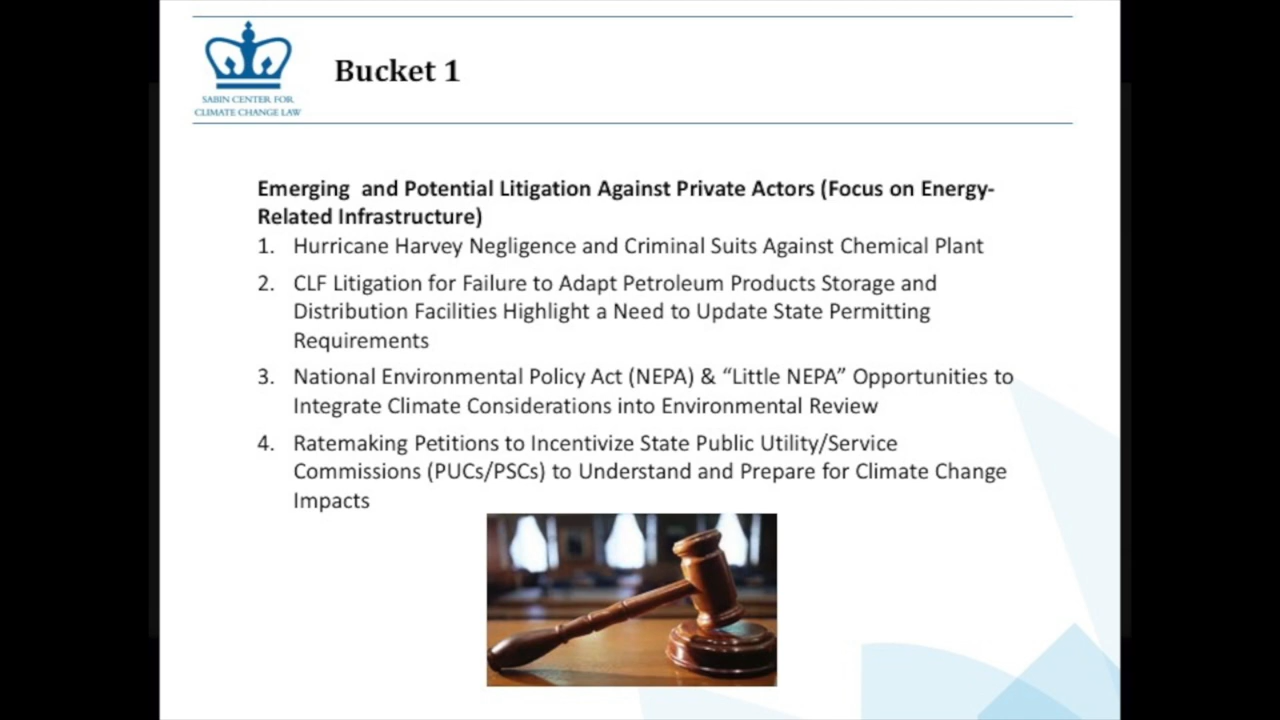 SABIN CENTER FOR
CLIMATE CHANGE LAW
Bucket 1
Emerging  and Potential Litigation Against Private Actors (Focus on Energy-
Related Infrastructure)
1. Hurricane Harvey Negligence and Criminal Suits Against Chemical Plant
2. CLF Litigation for Failure to Adapt Petroleum Products Storage and
Distribution Facilities Highlight a Need to Update State Permitting
Requirements
3. National Environmental Policy Act (NEPA) & “Little NEPA” Opportunities to
Integrate Climate Considerations into Environmental Review
4. Ratemaking Petitions to Incentivize State Public Utility/Service
Commissions (PUCs/PSCs) to Understand and Prepare for Climate Change
Impacts